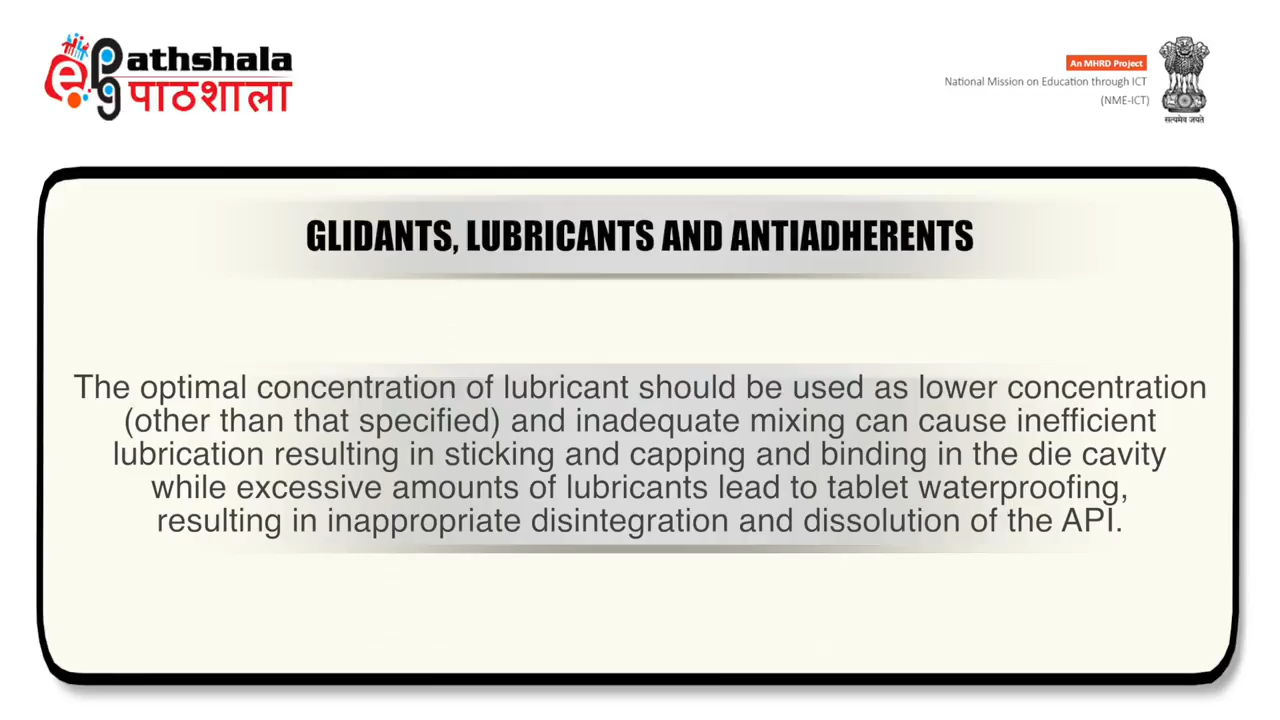 e pg Pathshala
पाठशाला
An MHRD Project
National Mission on Education through ICT
(NME-ICT)
सत्यमेव जयते
GLIDANTS, LUBRICANTS AND ANTIADHERENTS
The optimal concentration of lubricant should be used as lower concentration
(other than that specified) and inadequate mixing can cause inefficient
lubrication resulting in sticking and capping and binding in the die cavity
while excessive amounts of lubricants lead to tablet waterproofing,
resulting in inappropriate disintegration and dissolution of the API.